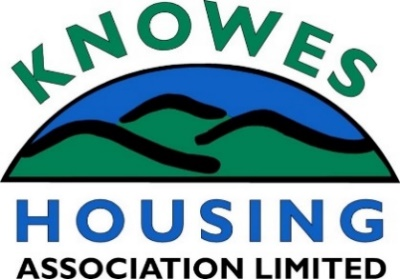 KNOWES
HOUSING
ASSOCIATION LIMITED